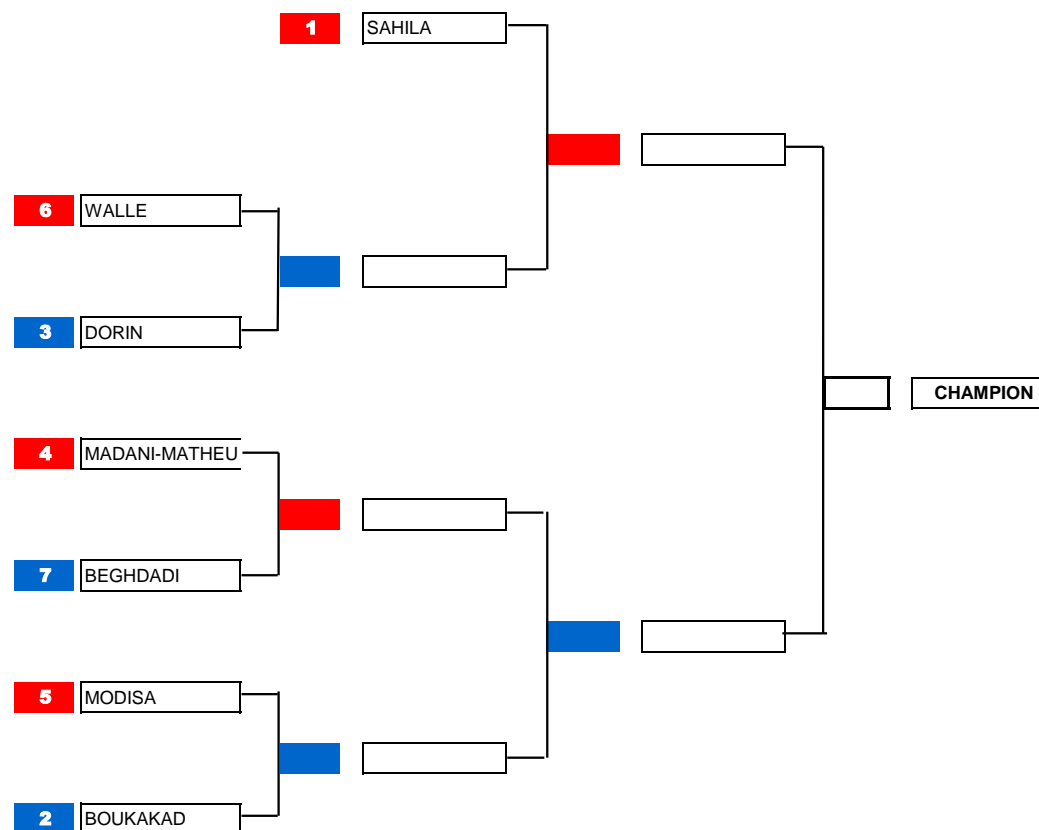 1 SAHILA
6 WALLE
3 DORIN
CHAMPION
4 MADANI-MATHEU
7 BEGHDADI
5 MODISA
2 BOUKAKAD